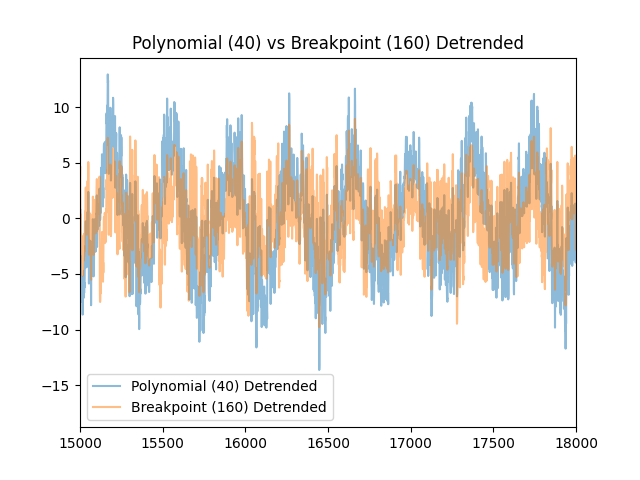 Polynomial (40) vs Breakpoint (160) Detrended
10
5
0
−5
−10
−15
Polynomial (40) Detrended
Breakpoint (160) Detrended
15000 15500 16000 16500 17000 17500 18000